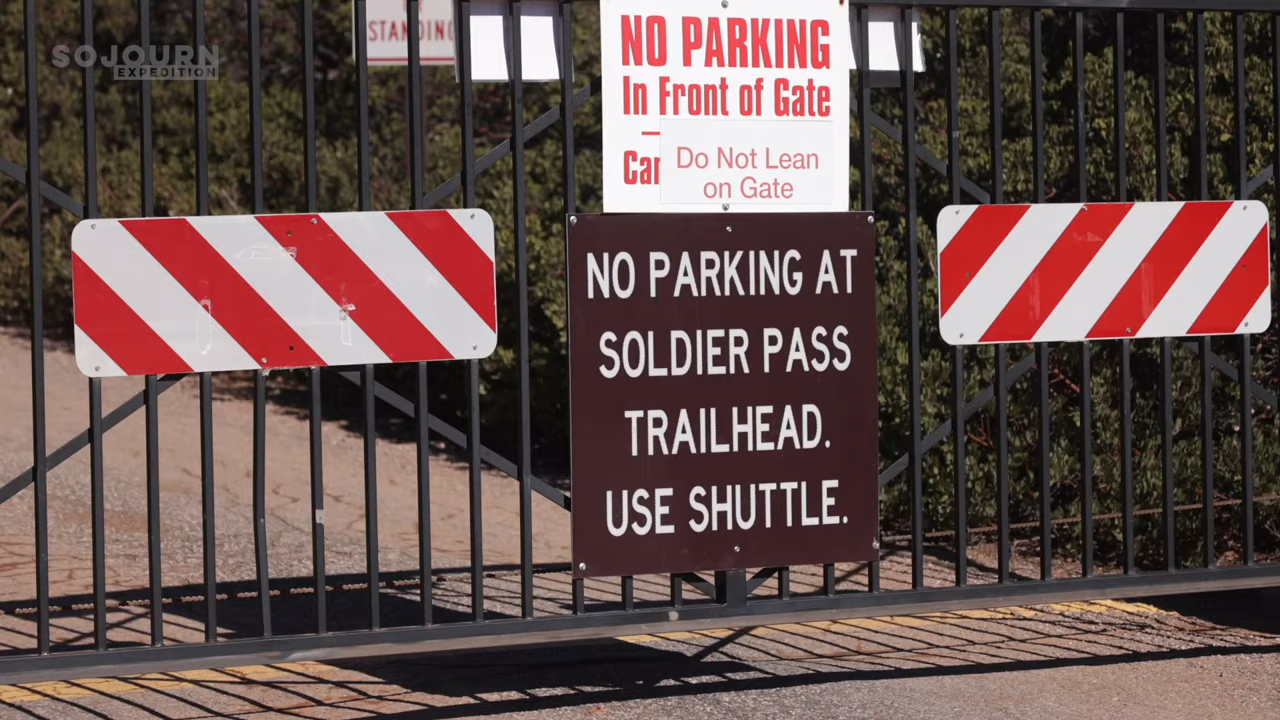 SOJOURN
EXPEDITION
STANDING
NO PARKING
In Front of Gate
Do Not Lean
on Gate
NO PARKING AT
SOLDIER PASS
TRAILHEAD.
USE SHUTTLE.